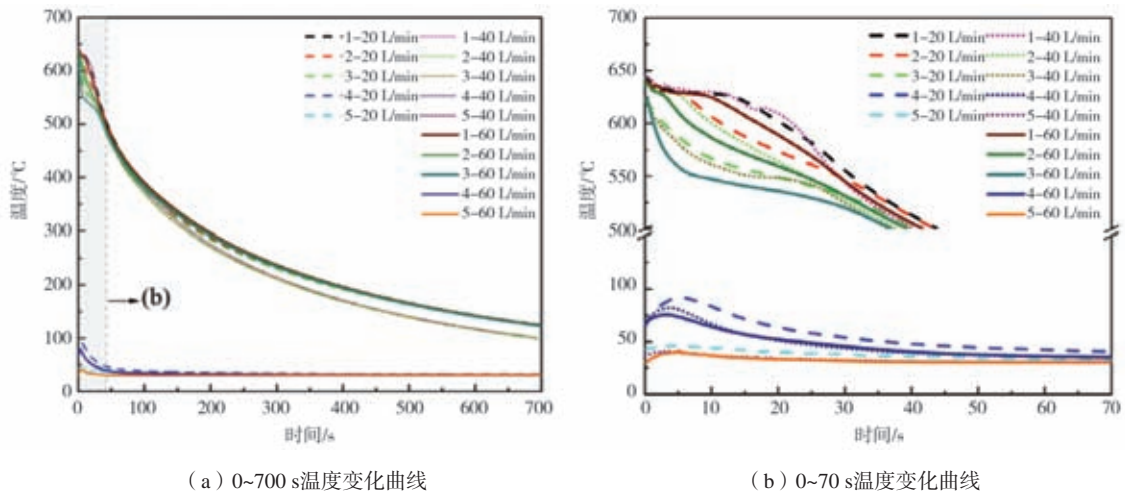 700
600
500
400
300
200
100
0
温度/℃
0 100 200 300 400 500 600 700
时间/s
1-20 L/min
2-20 L/min
3-20 L/min
4-20 L/min
5-20 L/min
1-40 L/min
2-40 L/min
3-40 L/min
4-40 L/min
5-40 L/min
1-60 L/min
2-60 L/min
3-60 L/min
4-60 L/min
5-60 L/min
(b)
(a)0~700 s温度变化曲线
700
650
600
550
500
100
50
0
温度/℃
0 10 20 30 40 50 60 70
时间/s
1-20 L/min
2-20 L/min
3-20 L/min
4-20 L/min
5-20 L/min
1-40 L/min
2-40 L/min
3-40 L/min
4-40 L/min
5-40 L/min
1-60 L/min
2-60 L/min
3-60 L/min
4-60 L/min
5-60 L/min
(b)0~70 s温度变化曲线